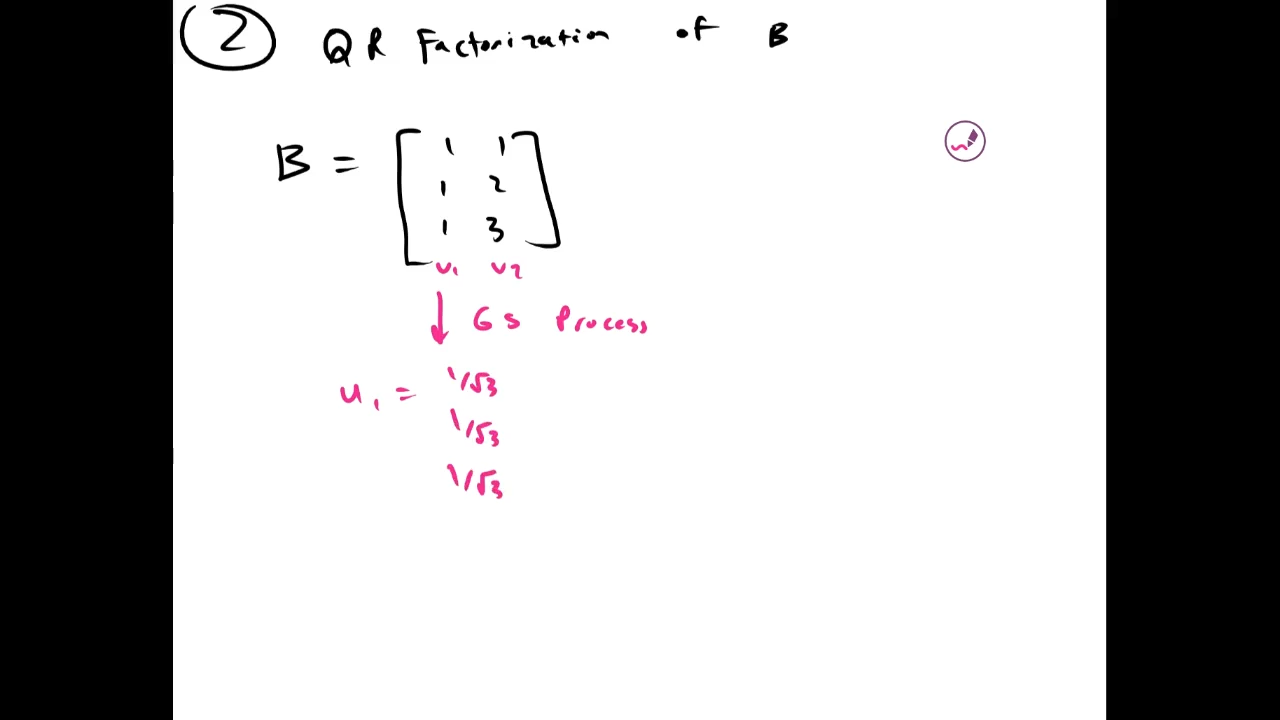 2 QR Factorization of B
B = [ 1 1
1 2
1 3 ]
v₁ v₂
↓ GS Process
u₁ = 1/√3
1/√3
1/√3